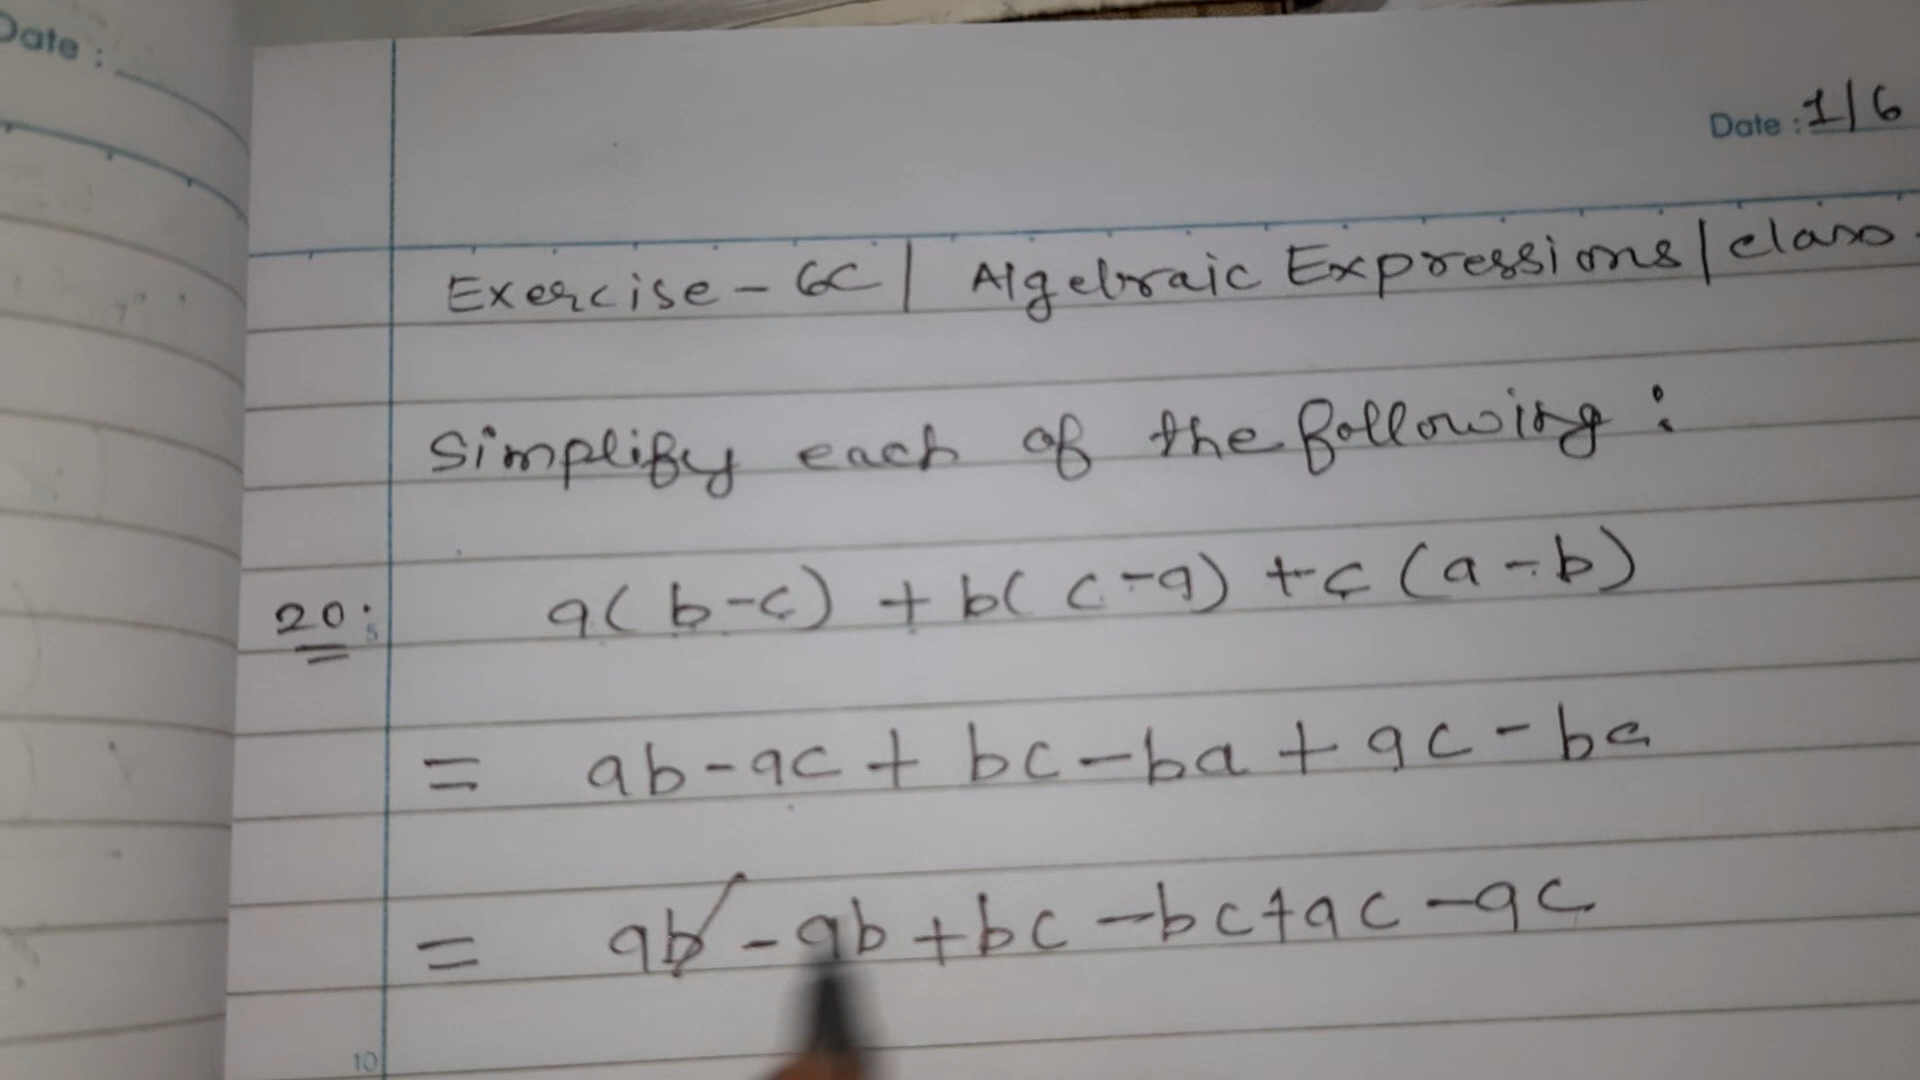 Date :
Date : 1/6
Exercise - 6C | Algebraic Expressions / class
Simplify each of the following :
20: a(b-c) + b(c-a) + c(a-b)
5
= ab-ac + bc-ba + ac-bc
= ab - ab + bc - bc + ac - ac
10